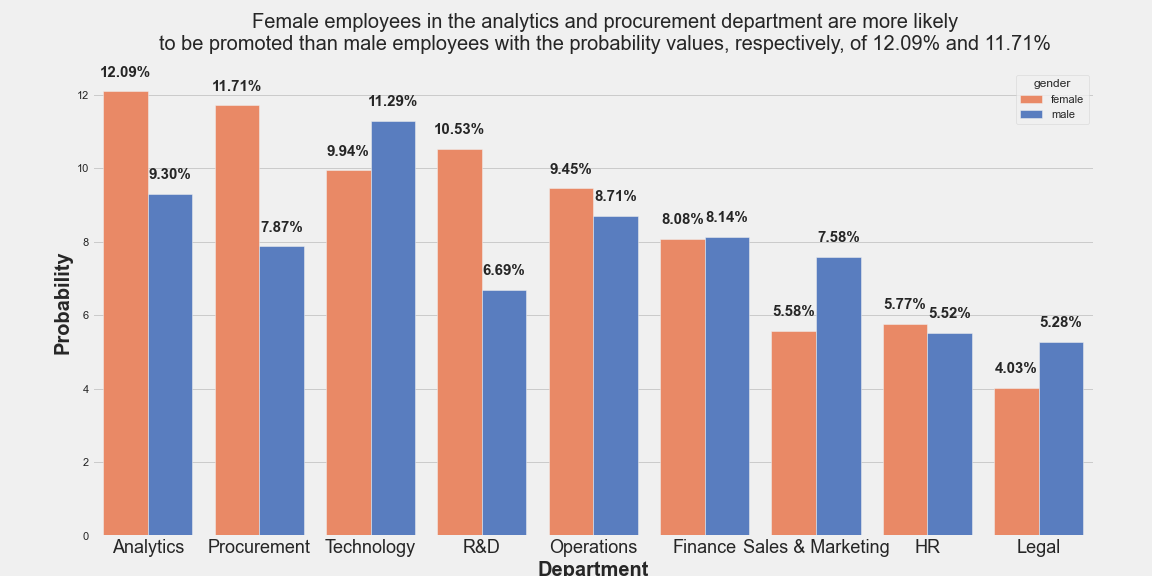 Female employees in the analytics and procurement department are more likely
to be promoted than male employees with the probability values, respectively, of 12.09% and 11.71%
gender
female
male
Probability
12
10
8
6
4
2
0
12.09%
9.30%
11.71%
7.87%
9.94%
11.29%
10.53%
6.69%
9.45%
8.71%
8.08%
8.14%
5.58%
7.58%
5.77%
5.52%
4.03%
5.28%
Analytics
Procurement
Technology
R&D
Operations
Finance
Sales & Marketing
HR
Legal
Department